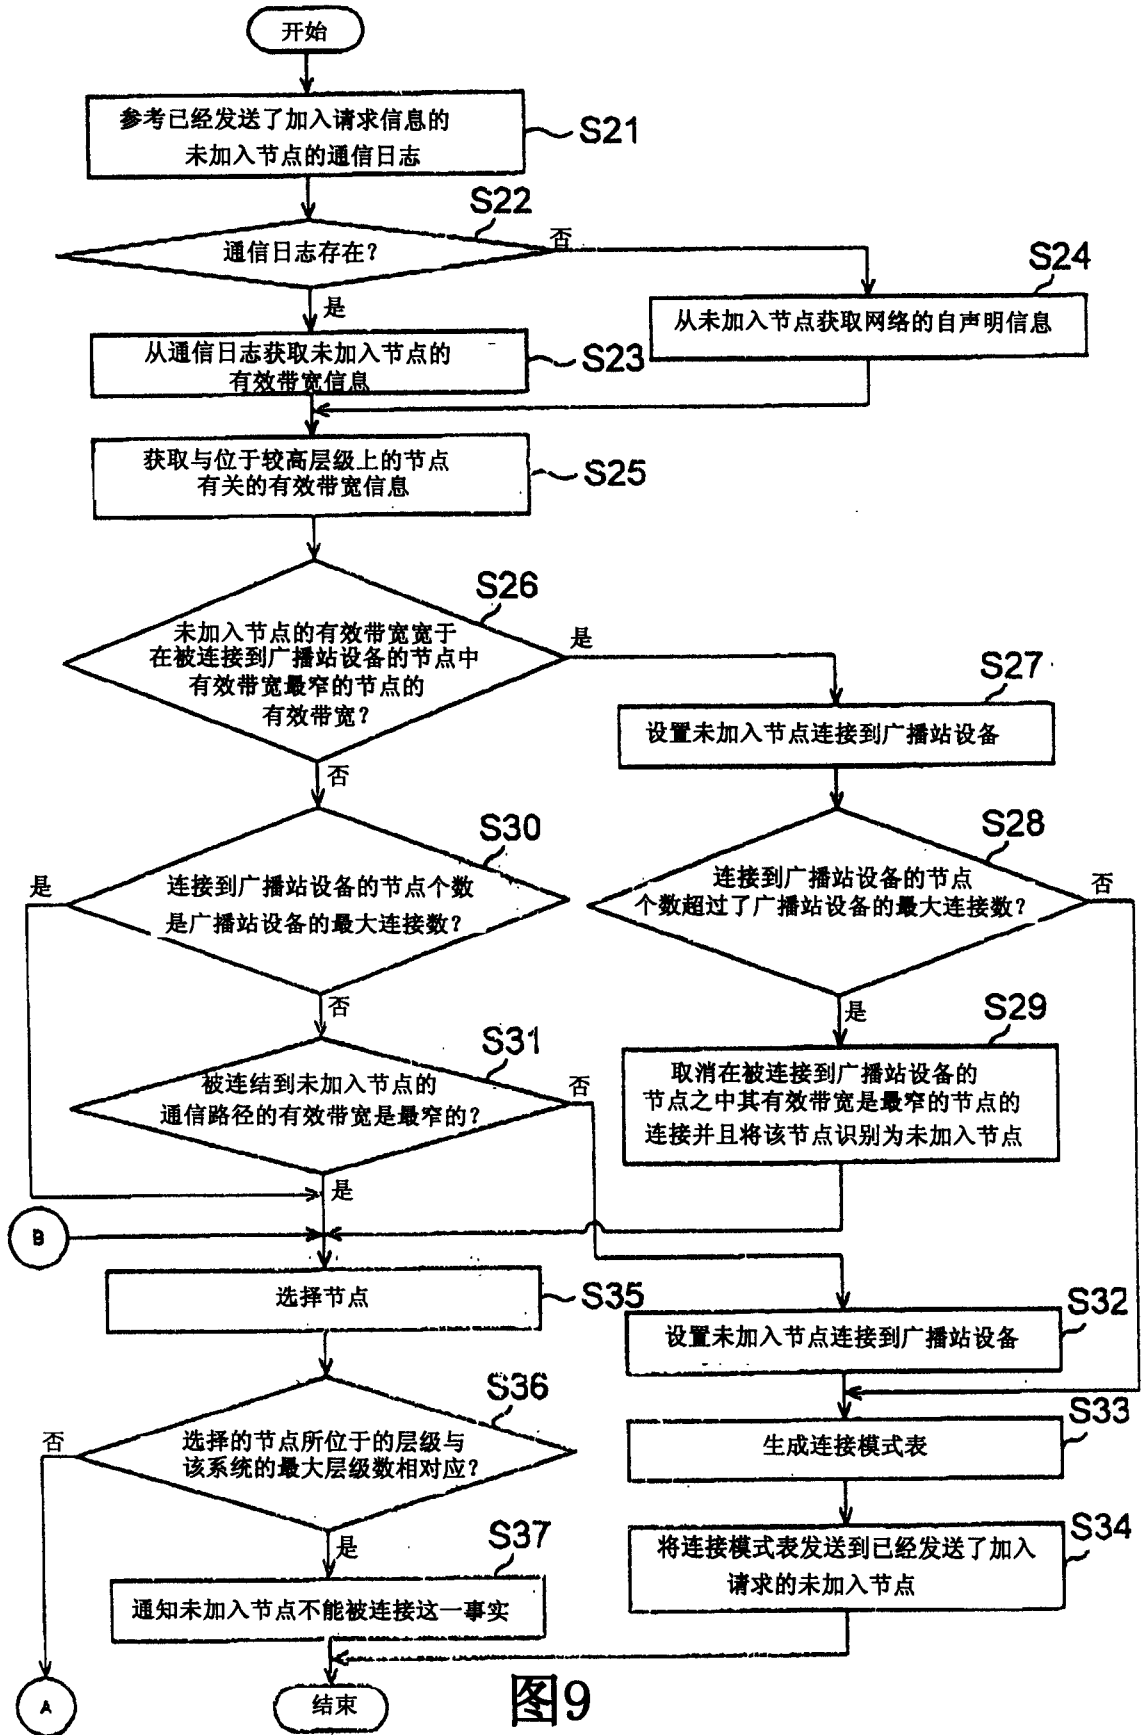 开始
参考已经发送了加入请求信息的
未加入节点的通信日志
S21
S22
通信日志存在？
否
是
S24
从未加入节点获取网络的自声明信息
从通信日志获取未加入节点的
有效带宽信息
S23
获取与位于较高层级上的节点
有关的有效带宽信息
S25
S26
未加入节点的有效带宽宽于
在被连接到广播站设备的节点中
有效带宽最窄的节点的
有效带宽？
是
否
S27
设置未加入节点连接到广播站设备
S28
连接到广播站设备的节点
个数超过了广播站设备的最大连接数？
否
是
S30
连接到广播站设备的节点个数
是广播站设备的最大连接数？
是
否
S29
取消在被连接到广播站设备的
节点之中其有效带宽是最窄的节点的
连接并且将该节点识别为未加入节点
S31
被连结到未加入节点的
通信路径的有效带宽是最窄的？
否
是
B
选择节点
S35
S32
设置未加入节点连接到广播站设备
S36
选择的节点所位于的层级与
该系统的最大层级数相对应？
否
是
S33
生成连接模式表
S34
将连接模式表发送到已经发送了加入
请求的未加入节点
S37
通知未加入节点不能被连接这一事实
A
结束
图9